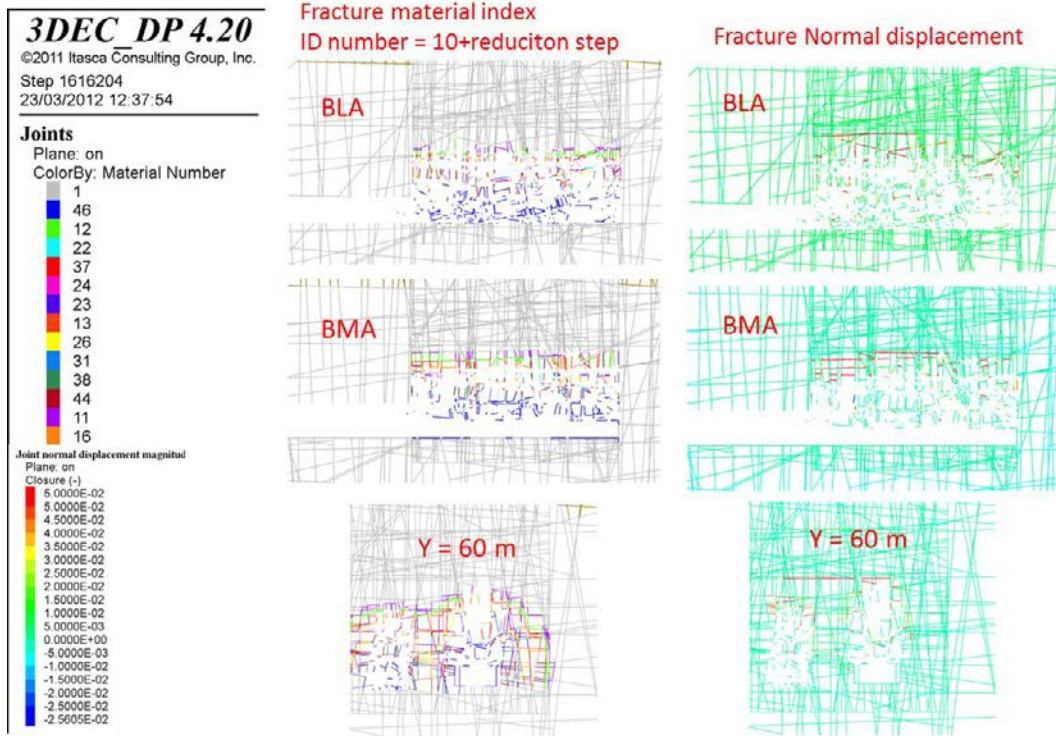 3DEC_DP 4.20
©2011 Itasca Consulting Group, Inc.
Step 1616204
23/03/2012 12:37:54
Joints
Plane: on
ColorBy: Material Number
1
46
12
22
37
24
23
13
26
31
38
44
11
16
Joint normal displacement magnitud
Plane: on
Closure (-)
5.0000E-02
4.5000E-02
4.0000E-02
3.5000E-02
3.0000E-02
2.5000E-02
2.0000E-02
1.5000E-02
1.0000E-02
5.0000E-03
0.0000E+00
-5.0000E-03
-1.0000E-02
-1.5000E-02
-2.0000E-02
-2.5000E-02
-2.5605E-02
Fracture material index
ID number = 10+reduciton step
BLA
BMA
Y = 60 m
Fracture Normal displacement
BLA
BMA
Y = 60 m